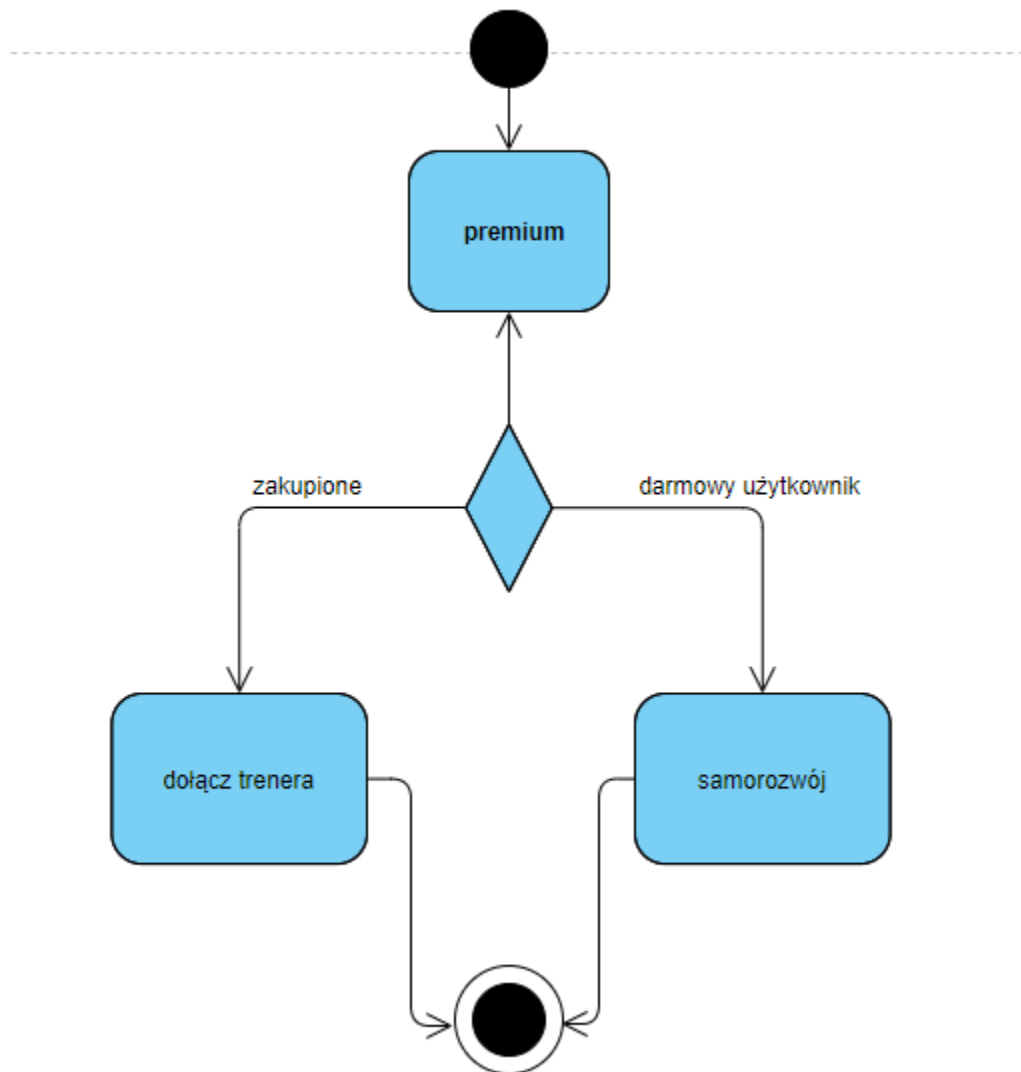 premium
zakupione
darmowy użytkownik
dołącz trenera
samorozwój